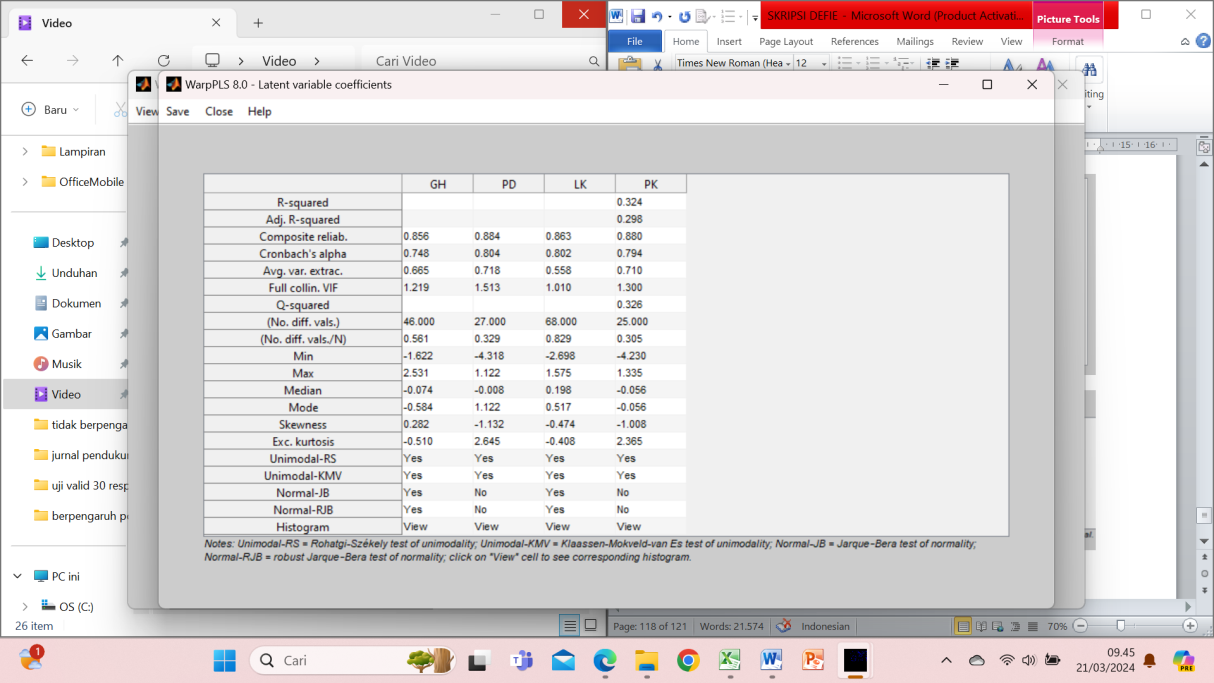 Video
SKRIPSI DEFIE - Microsoft Word (Product Activati...
Picture Tools
File Home Insert Page Layout References Mailings Review View Format
Video
Cari Video
Times New Roman (Hea 12
Baru
WarpPLS 8.0 - Latent variable coefficients
View Save Close Help
iting
15 16
Lampiran
OfficeMobile
Desktop
Unduhan
Dokumen
Gambar
Musik
Video
tidak berpenga
jurnal penduku
uji valid 30 resp
berpengaruh p
PC ini
OS (C:)
26 item
GH PD LK PK
R-squared 0.324
Adj. R-squared 0.298
Composite reliab. 0.856 0.884 0.863 0.880
Cronbach's alpha 0.748 0.804 0.802 0.794
Avg. var. extrac. 0.665 0.718 0.558 0.710
Full collin. VIF 1.219 1.513 1.010 1.300
Q-squared 0.326
(No. diff. vals.) 46.000 27.000 68.000 25.000
(No. diff. vals./N) 0.561 0.329 0.829 0.305
Min -1.622 -4.318 -2.698 -4.230
Max 2.531 1.122 1.575 1.335
Median -0.074 -0.008 0.198 -0.056
Mode -0.584 1.122 0.517 -0.056
Skewness 0.282 -1.132 -0.474 -1.008
Exc. kurtosis -0.510 2.645 -0.408 2.365
Unimodal-RS Yes Yes Yes Yes
Unimodal-KMV Yes Yes Yes Yes
Normal-JB Yes No Yes No
Normal-RJB Yes No Yes No
Histogram View View View View
Notes: Unimodal-RS = Rohatgi-Székely test of unimodality; Unimodal-KMV = Klaassen-Mokveld-van Es test of unimodality; Normal-JB = Jarque-Bera test of normality;
Normal-RJB = robust Jarque-Bera test of normality; click on "View" cell to see corresponding histogram.
Page: 118 of 121 Words: 21.574 Indonesian 70%
1
Cari
09.45
21/03/2024
PRE